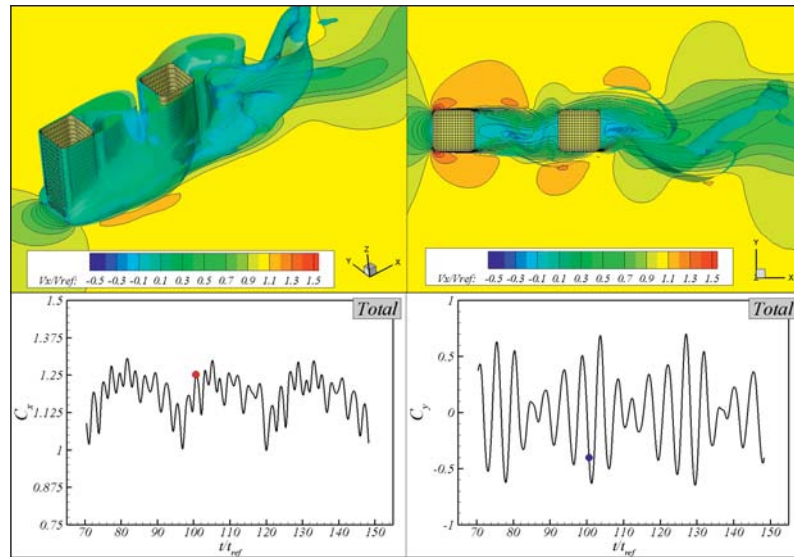 Z
Y
X
Vx/Vref: -0.5 -0.3 -0.1 0.1 0.3 0.5 0.7 0.9 1.1 1.3 1.5
Y
X
Vx/Vref: -0.5 -0.3 -0.1 0.1 0.3 0.5 0.7 0.9 1.1 1.3 1.5
Total
1.5
1.375
1.25
1.125
1
0.875
0.75
C_x
70 80 90 100 110 120 130 140 150
t/t_ref
Total
1
0.5
0
-0.5
-1
C_y
70 80 90 100 110 120 130 140 150
t/t_ref